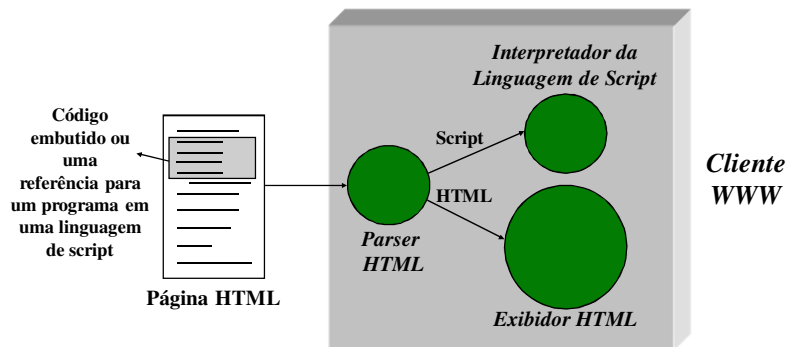 Código
embutido ou
uma
referência para
um programa em
uma linguagem
de script
Página HTML
Interpretador da
Linguagem de Script
Script
HTML
Parser
HTML
Exibidor HTML
Cliente
WWW